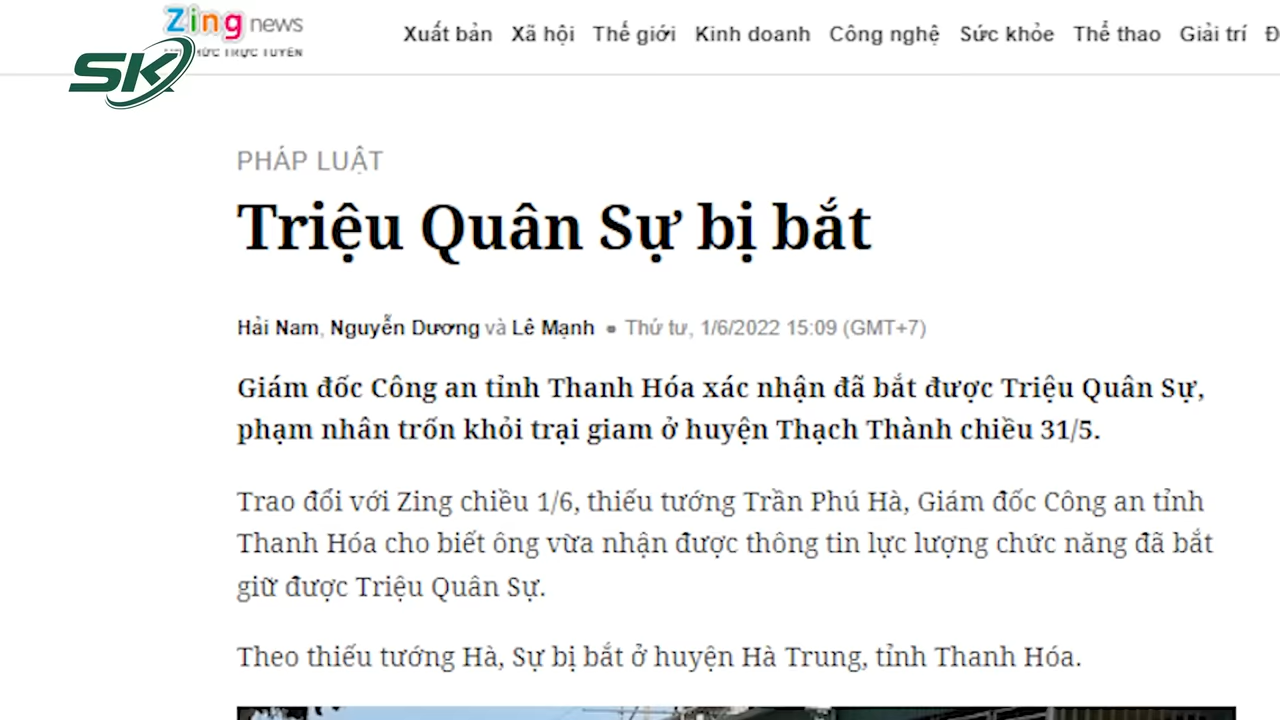 Zing news
TRỰC TUYẾN
SK
Xuất bản Xã hội Thế giới Kinh doanh Công nghệ Sức khỏe Thể thao Giải trí
PHÁP LUẬT
Triệu Quân Sự bị bắt
Hải Nam, Nguyễn Dương và Lê Mạnh • Thứ tư, 1/6/2022 15:09 (GMT+7)
Giám đốc Công an tỉnh Thanh Hóa xác nhận đã bắt được Triệu Quân Sự,
phạm nhân trốn khỏi trại giam ở huyện Thạch Thành chiều 31/5.
Trao đổi với Zing chiều 1/6, thiếu tướng Trần Phú Hà, Giám đốc Công an tỉnh
Thanh Hóa cho biết ông vừa nhận được thông tin lực lượng chức năng đã bắt
giữ được Triệu Quân Sự.
Theo thiếu tướng Hà, Sự bị bắt ở huyện Hà Trung, tỉnh Thanh Hóa.